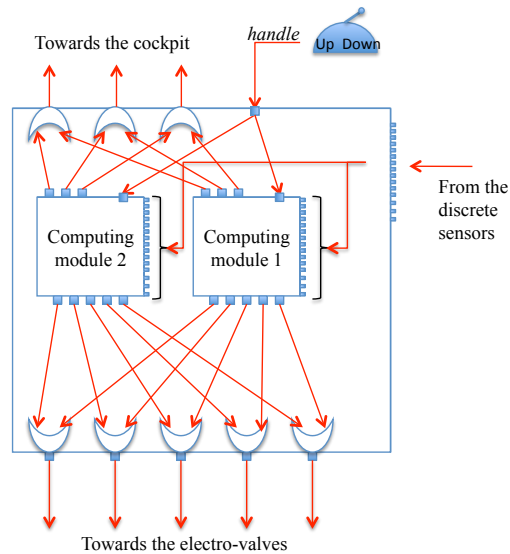 Towards the cockpit
handle
Up Down
From the
discrete
sensors
Computing
module 2
Computing
module 1
Towards the electro-valves